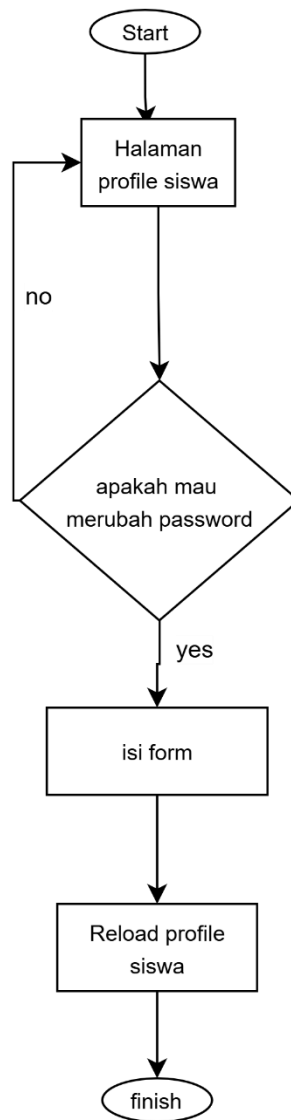 Start
Halaman
profile siswa
no
apakah mau
merubah password
yes
isi form
Reload profile
siswa
finish